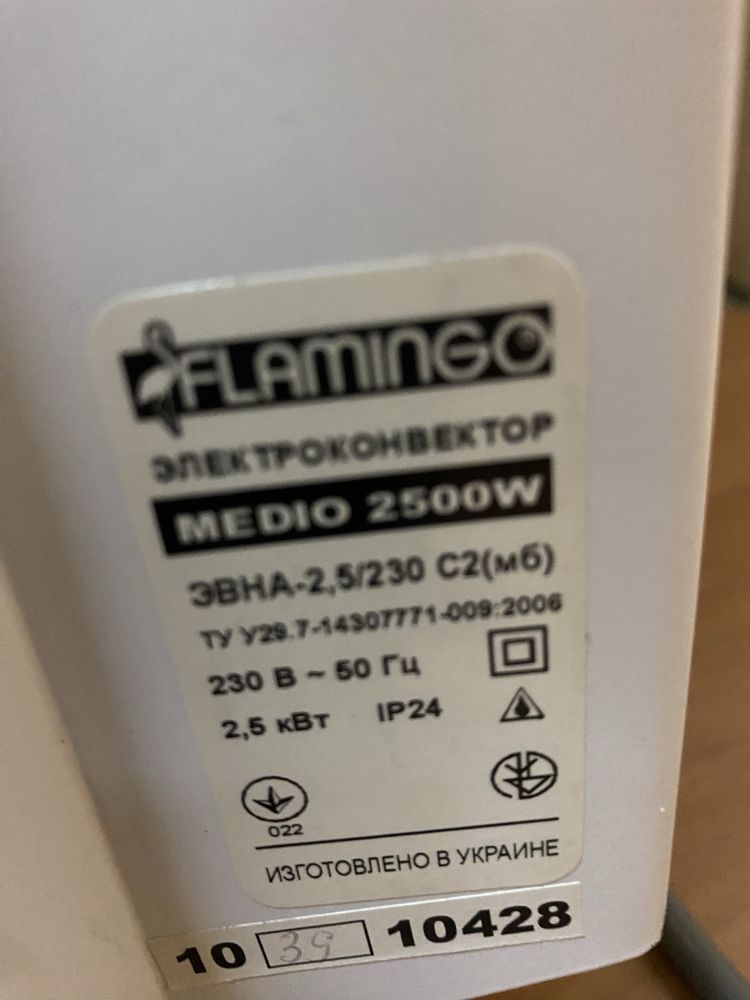 FLAMINGO
ЭЛЕКТРОКОНВЕКТОР
MEDIO 2500W
ЭВНА-2,5/230 С2(мб)
ТУ У29.7-14307771-009:2006
230 В ~ 50 Гц
2,5 кВт IP24
022
ИЗГОТОВЛЕНО В УКРАИНЕ
10 39 10428